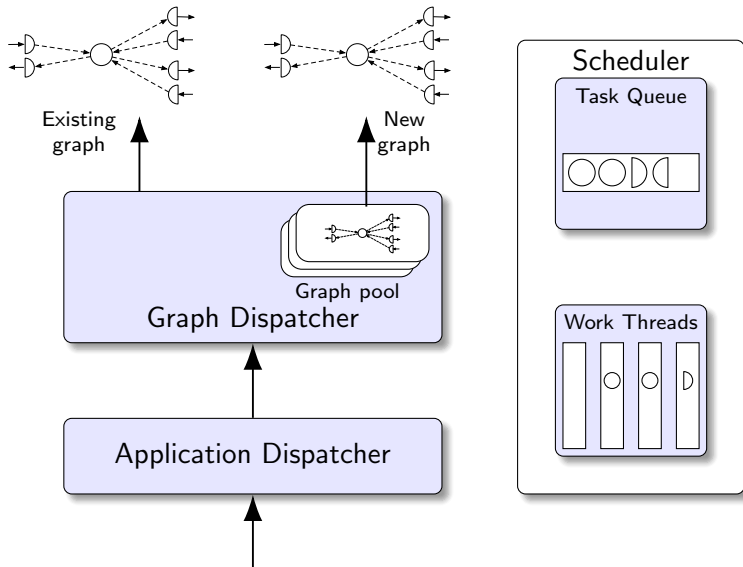 Existing
graph
New
graph
Graph pool
Graph Dispatcher
Application Dispatcher
Scheduler
Task Queue
Work Threads